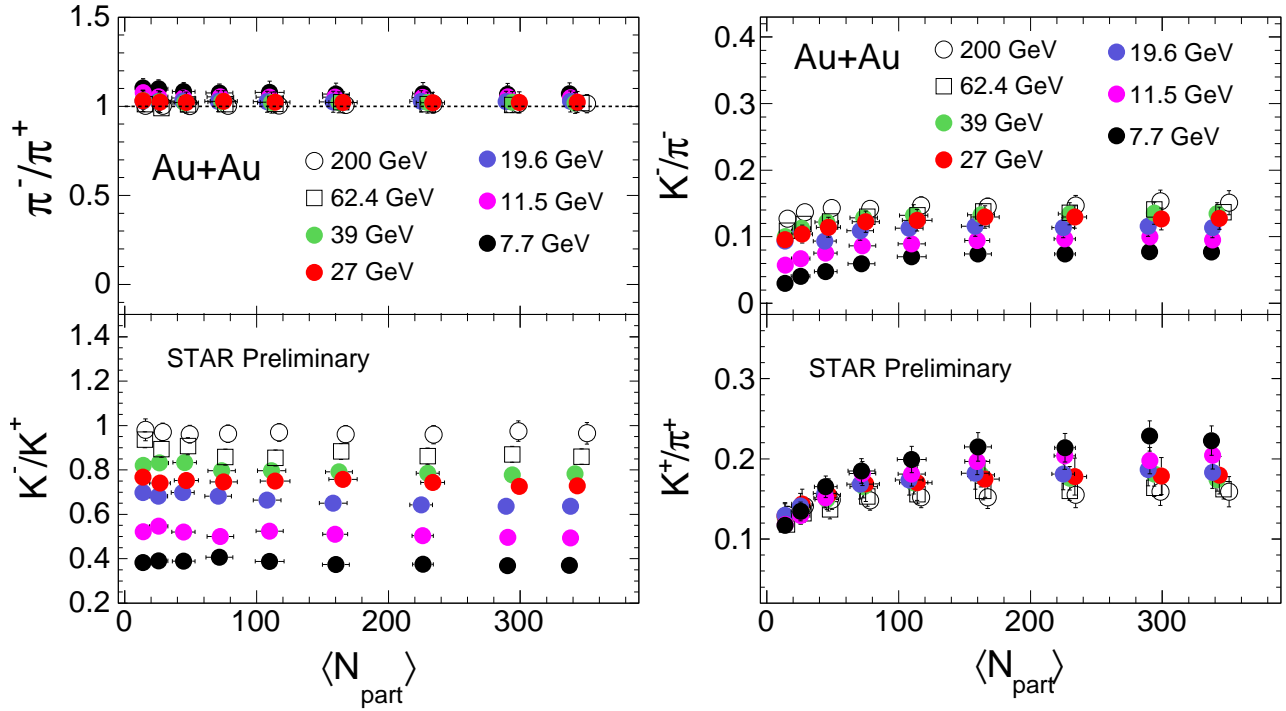 1.5
1
0.5
0
π⁻/π⁺
Au+Au
200 GeV
62.4 GeV
39 GeV
27 GeV
19.6 GeV
11.5 GeV
7.7 GeV
1.4
1.2
1
0.8
0.6
0.4
0.2
K⁻/K⁺
STAR Preliminary
0 100 200 300
⟨N_part⟩
0.4
0.3
0.2
0.1
0
K⁻/π⁻
Au+Au
200 GeV
62.4 GeV
39 GeV
27 GeV
19.6 GeV
11.5 GeV
7.7 GeV
0.3
0.2
0.1
K⁺/π⁺
STAR Preliminary
0 100 200 300
⟨N_part⟩